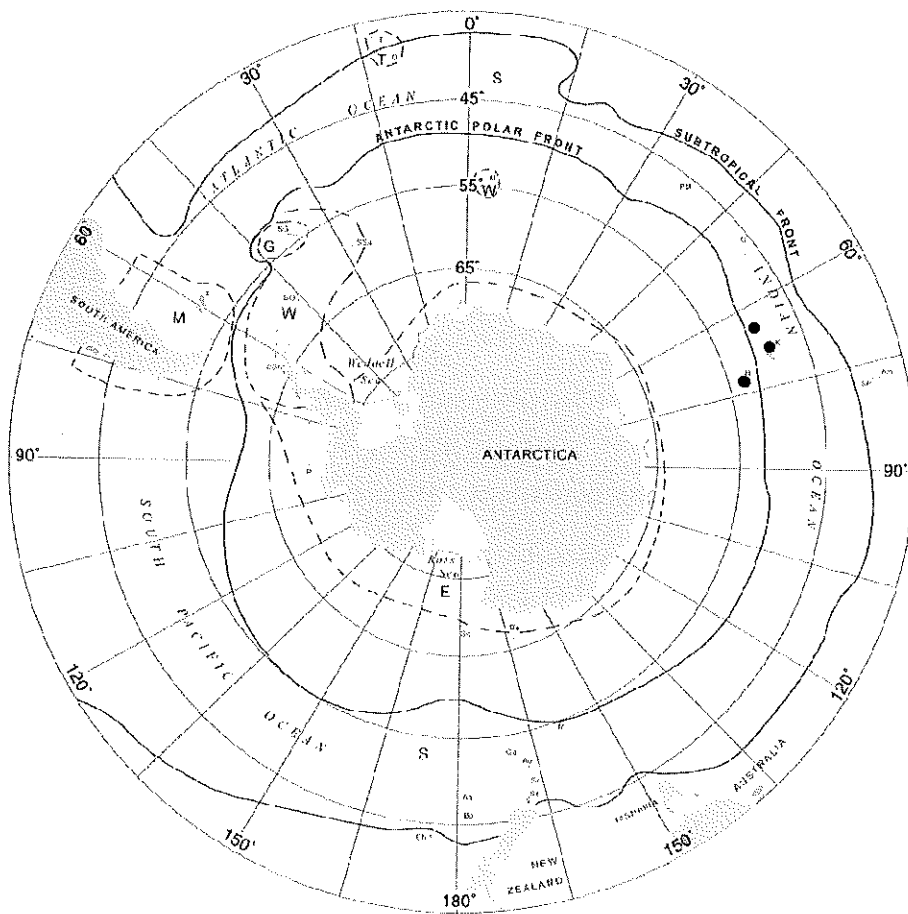 0°
30°
30°
S
45°
ATLANTIC OCEAN
ANTARCTIC POLAR FRONT
SUBTROPICAL FRONT
55°
W
PM
60°
60°
G
SG
65°
INDIAN OCEAN
SOUTH AMERICA
M
W
Weddell Sea
K
H
90°
ANTARCTICA
90°
P
SOUTH PACIFIC OCEAN
Ross Sea
E
120°
120°
S
AUSTRALIA
TASMANIA
NEW ZEALAND
150°
150°
180°